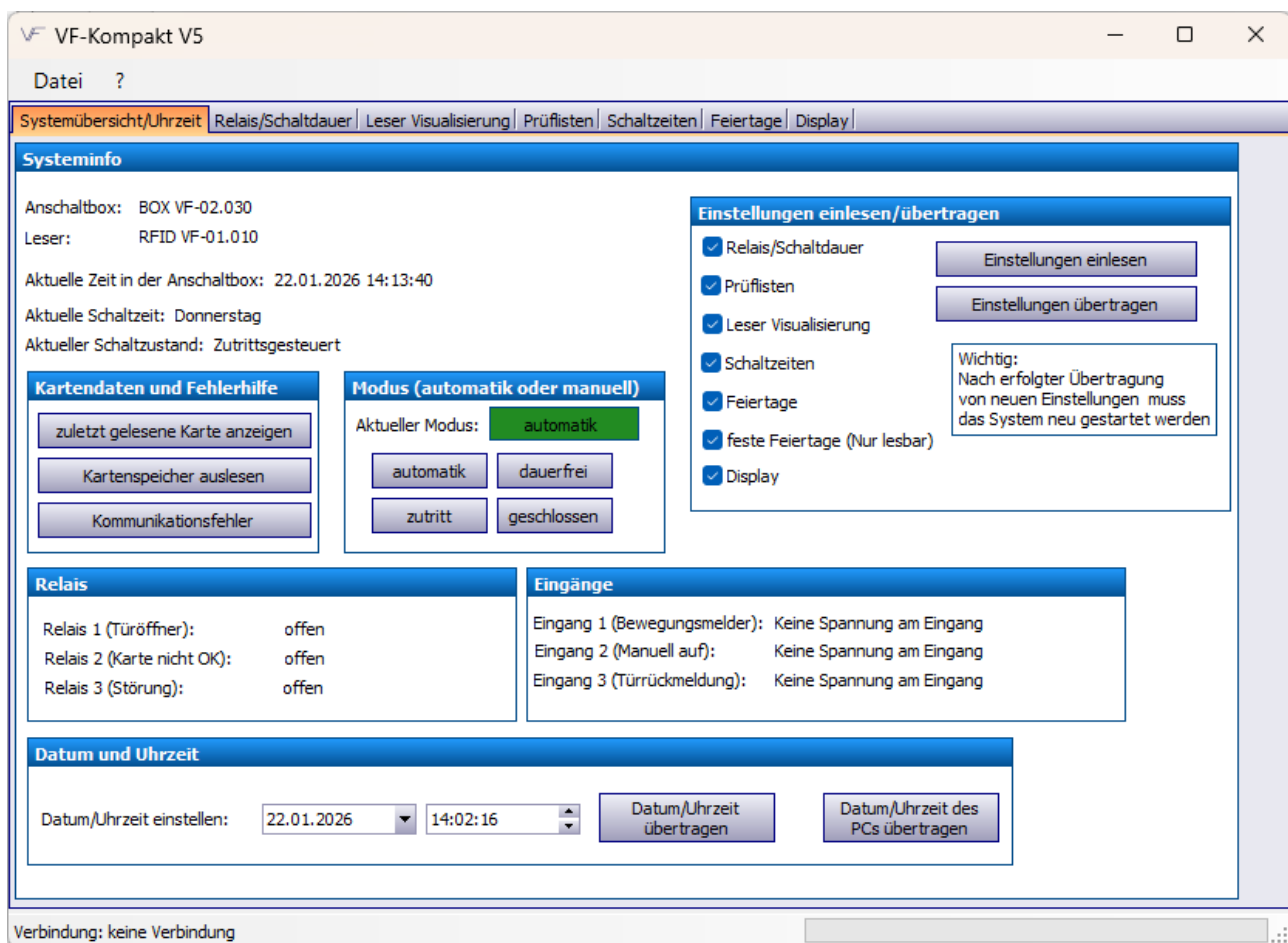 VF VF-Kompakt V5
Datei ?
Systemübersicht/Uhrzeit Relais/Schaltdauer Leser Visualisierung Prüflisten Schaltzeiten Feiertage Display
Systeminfo
Anschaltbox: BOX VF-02.030
Leser: RFID VF-01.010
Aktuelle Zeit in der Anschaltbox: 22.01.2026 14:13:40
Aktuelle Schaltzeit: Donnerstag
Aktueller Schaltzustand: Zutrittsgesteuert
Einstellungen einlesen/übertragen
Relais/Schaltdauer
Prüflisten
Leser Visualisierung
Schaltzeiten
Feiertage
feste Feiertage (Nur lesbar)
Display
Einstellungen einlesen
Einstellungen übertragen
Wichtig:
Nach erfolgter Übertragung
von neuen Einstellungen muss
das System neu gestartet werden
Kartendaten und Fehlerhilfe
zuletzt gelesene Karte anzeigen
Kartenspeicher auslesen
Kommunikationsfehler
Modus (automatik oder manuell)
Aktueller Modus: automatik
automatik dauerfrei
zutritt geschlossen
Relais
Relais 1 (Türöffner): offen
Relais 2 (Karte nicht OK): offen
Relais 3 (Störung): offen
Eingänge
Eingang 1 (Bewegungsmelder): Keine Spannung am Eingang
Eingang 2 (Manuell auf): Keine Spannung am Eingang
Eingang 3 (Türrückmeldung): Keine Spannung am Eingang
Datum und Uhrzeit
Datum/Uhrzeit einstellen: 22.01.2026 14:02:16
Datum/Uhrzeit
übertragen
Datum/Uhrzeit des
PCs übertragen
Verbindung: keine Verbindung